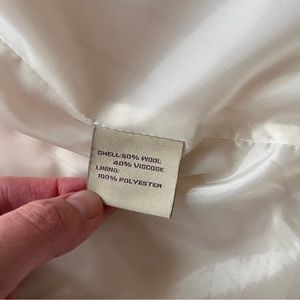 SHELL:60% WOOL
40% VISCOSE
LINING:
100% POLYESTER